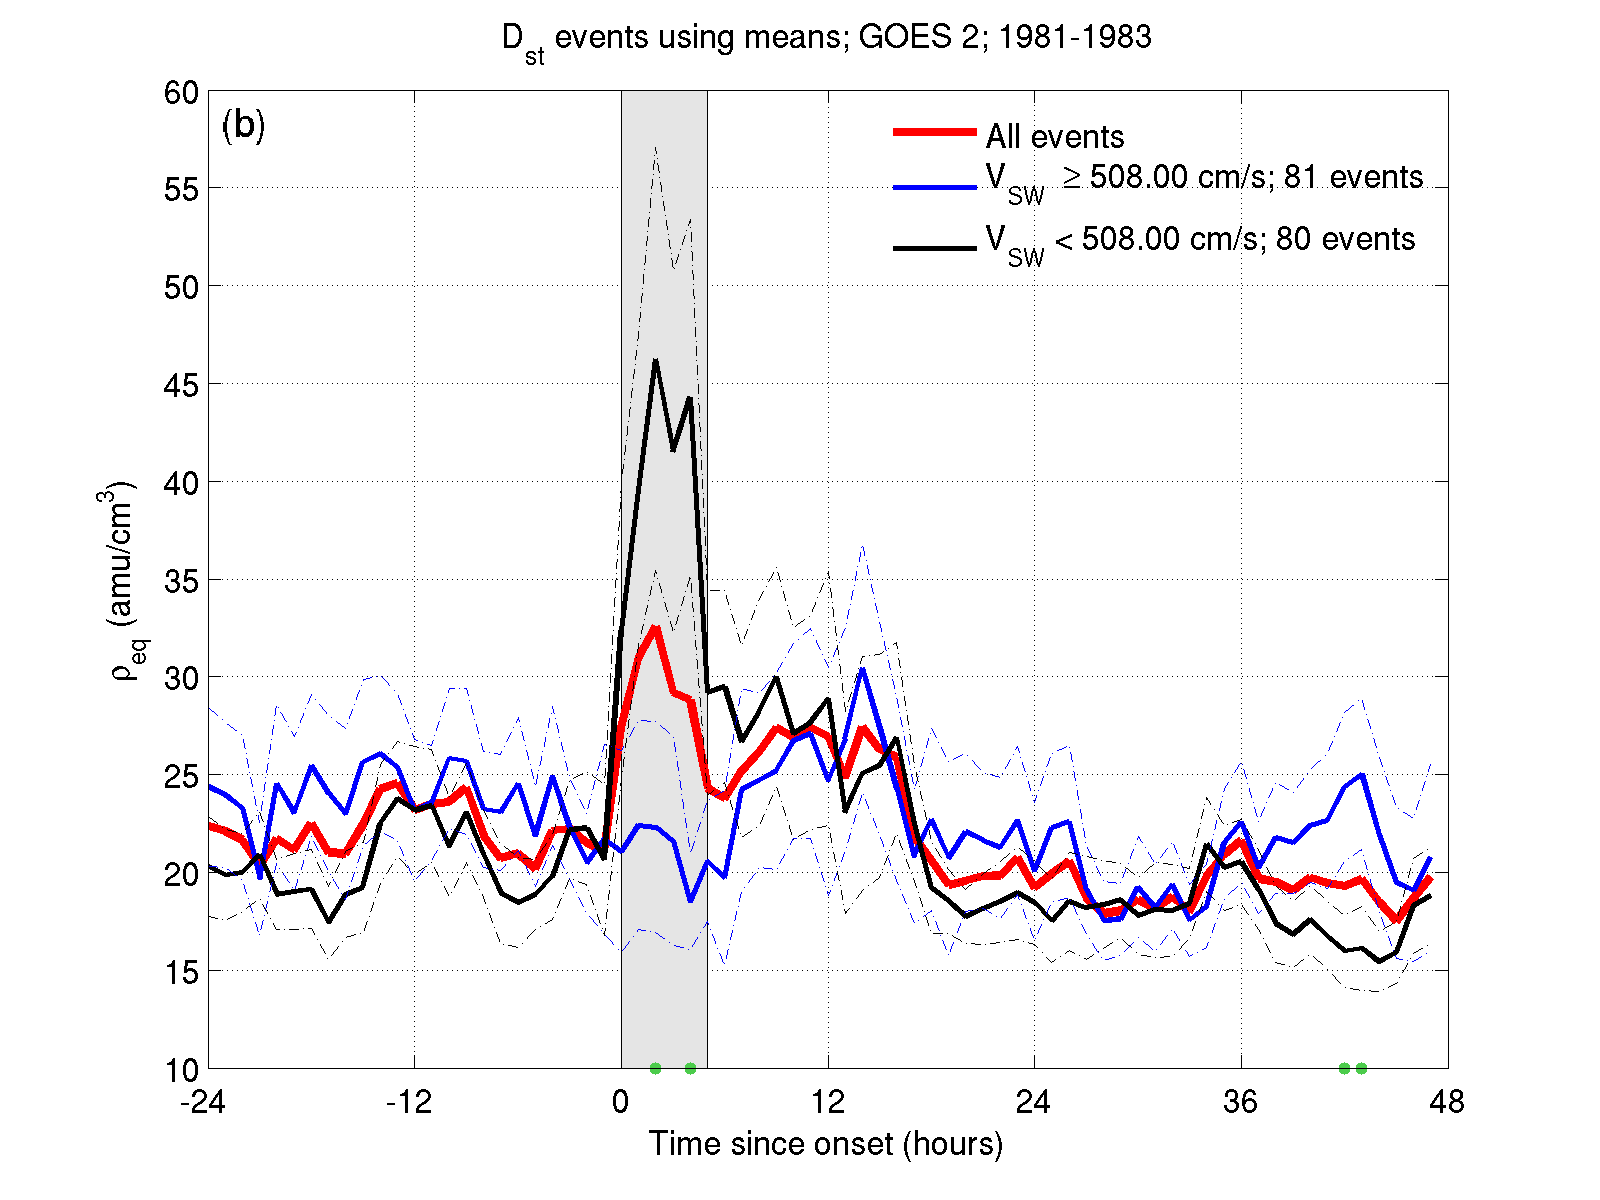 Dst events using means; GOES 2; 1981-1983
(b)
All events
VSW ≥ 508.00 cm/s; 81 events
VSW < 508.00 cm/s; 80 events
60
55
50
45
40
35
30
25
20
15
10
ρeq (amu/cm3)
-24 -12 0 12 24 36 48
Time since onset (hours)